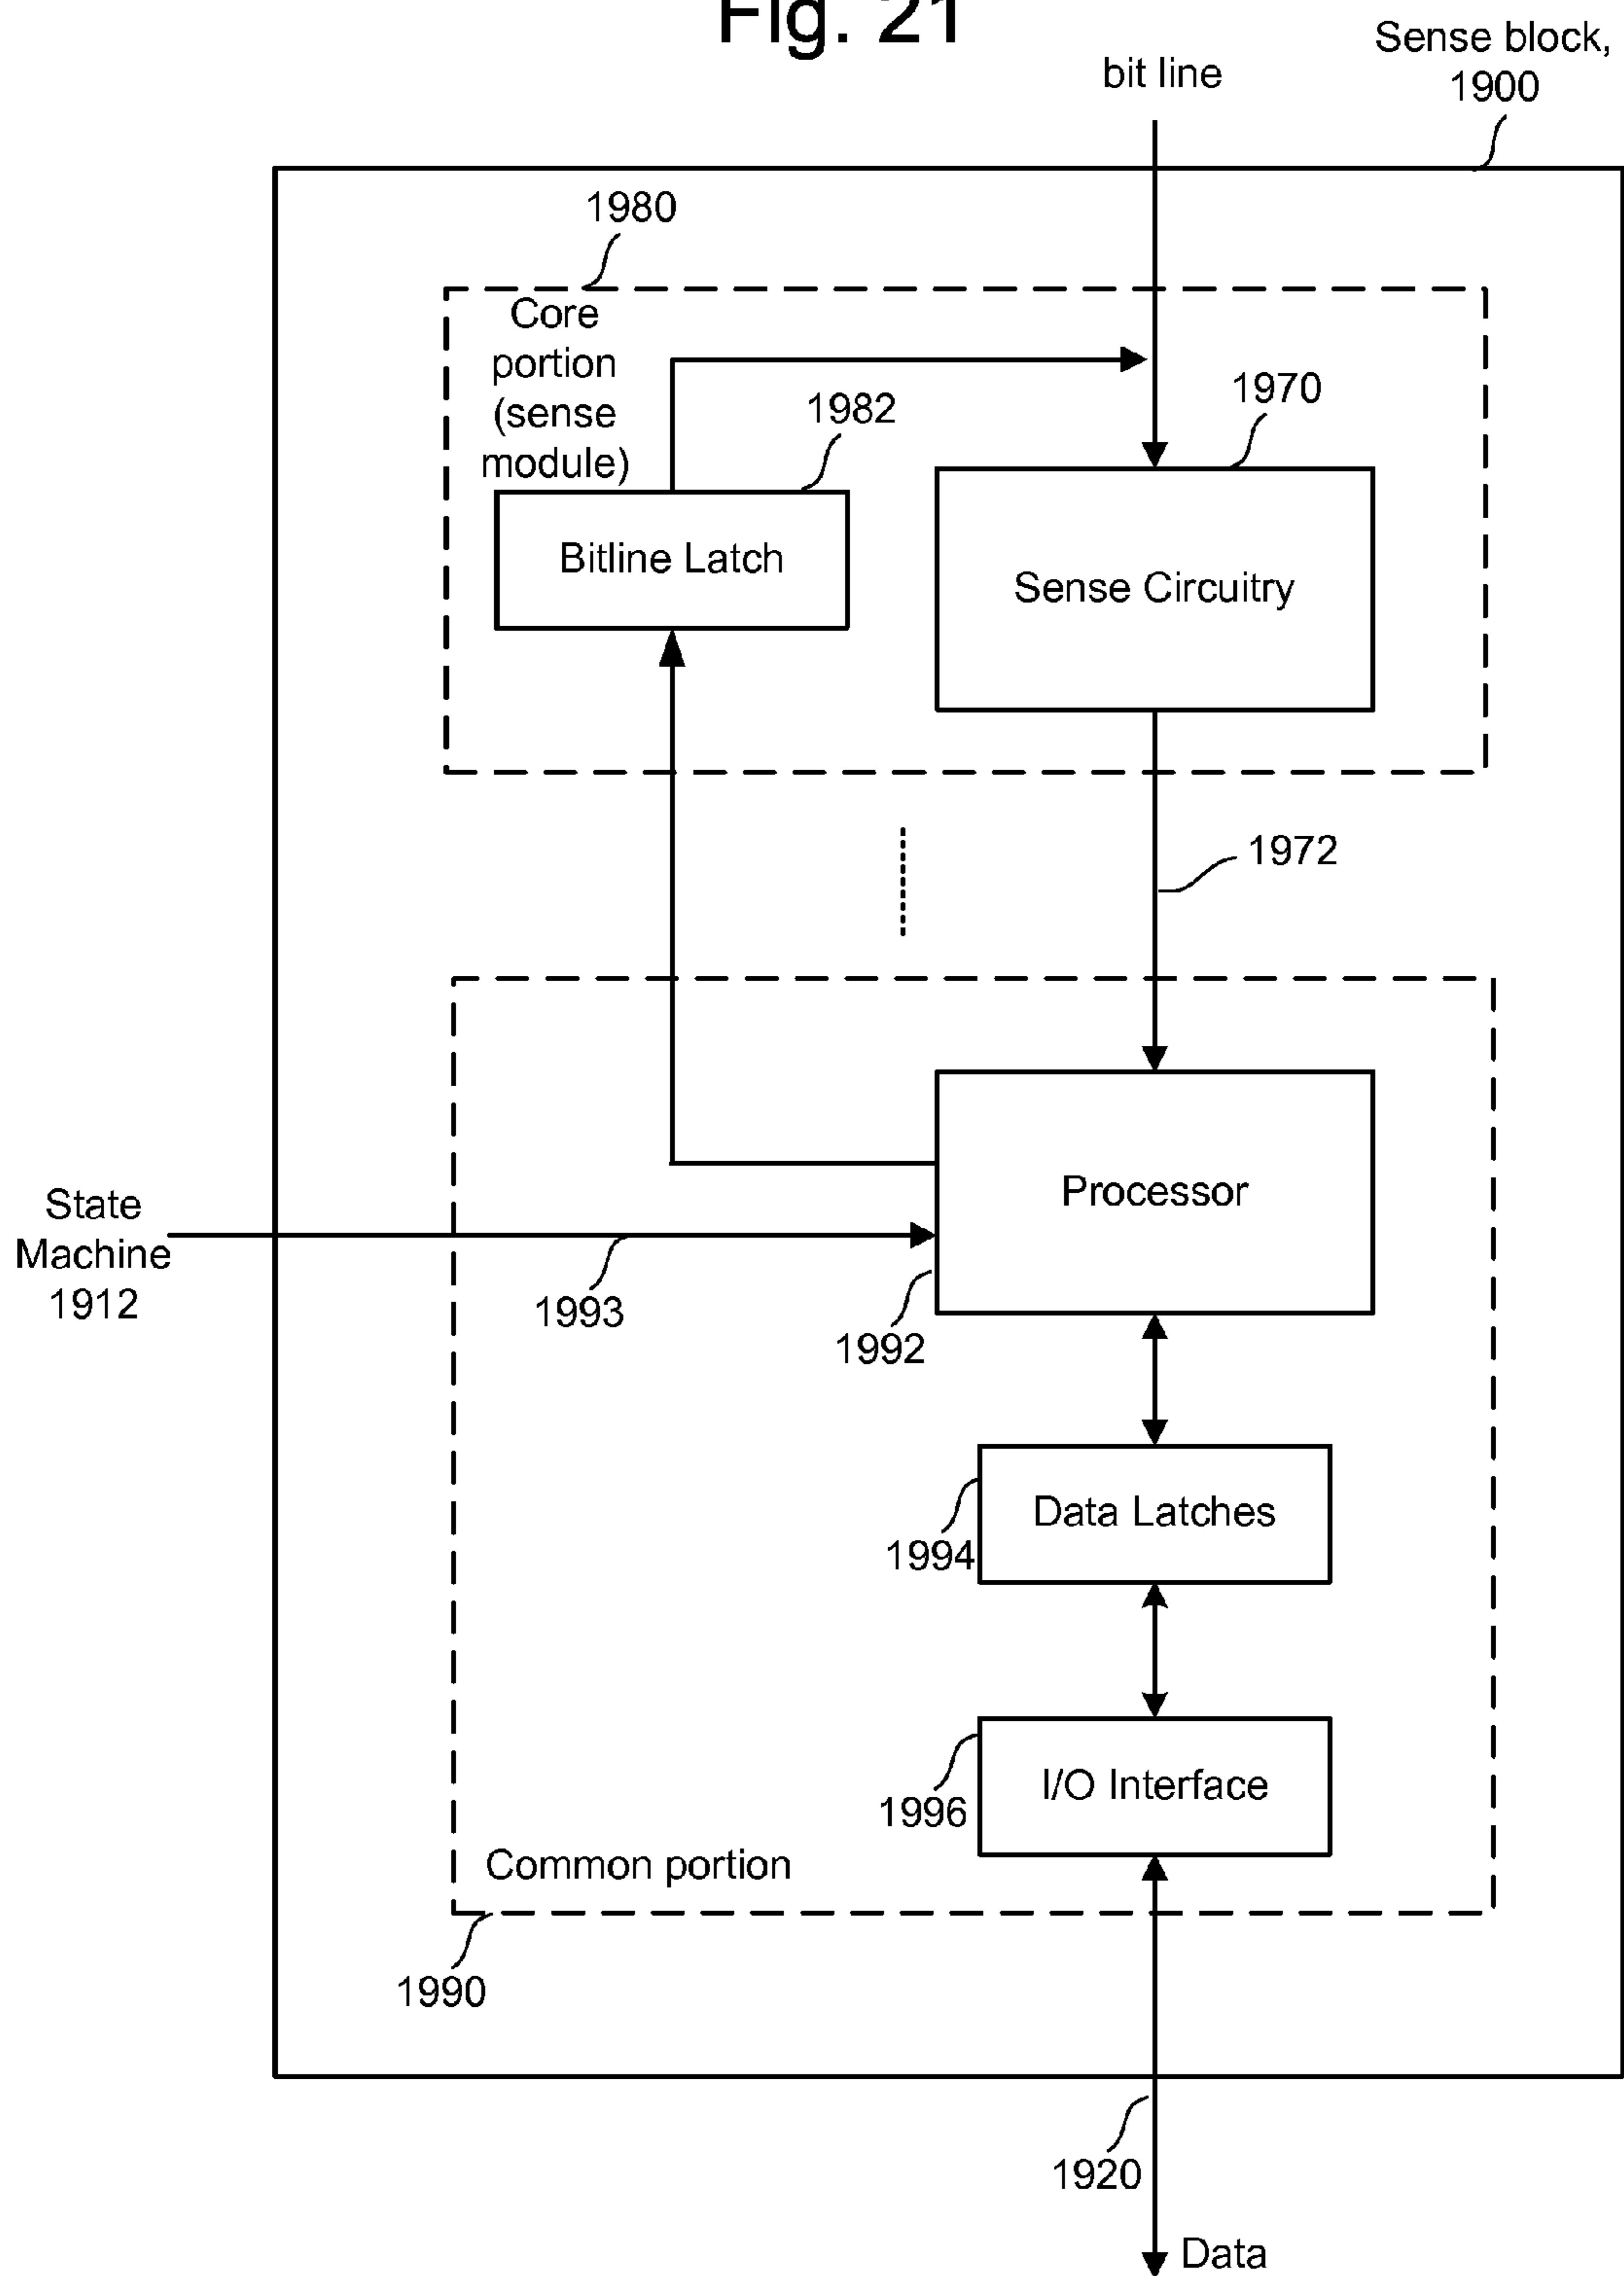 Fig. 21
Sense block,
1900
bit line
1980
Core
portion
(sense
module)
1982
1970
Bitline Latch
Sense Circuitry
1972
Processor
State
Machine
1912
1993
1992
Data Latches
1994
I/O Interface
1996
Common portion
1990
1920
Data